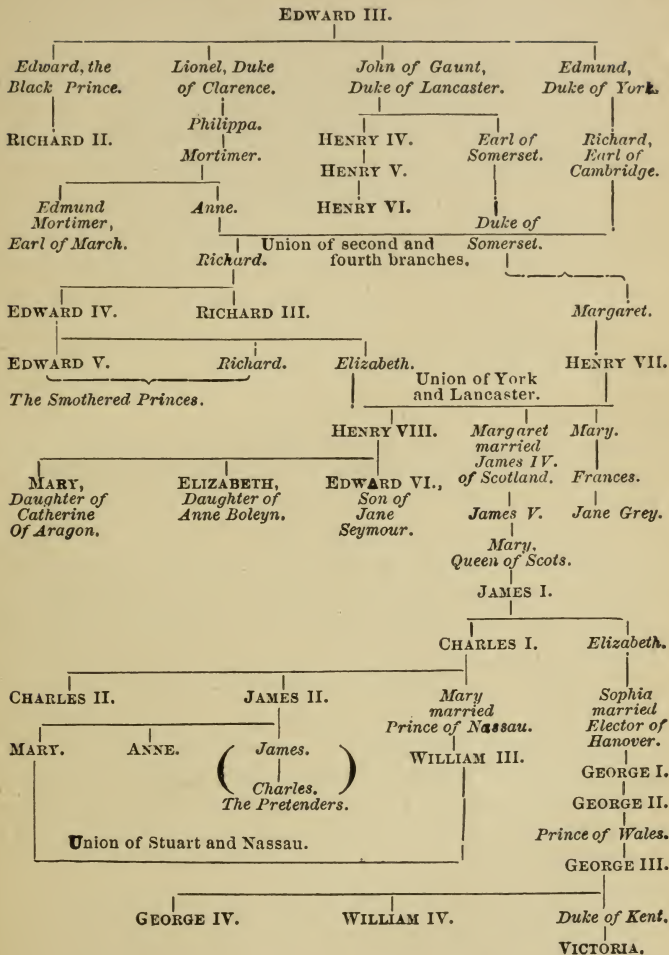 EDWARD III.
Edward, the Lionel, Duke John of Gaunt, Edmund,
Black Prince. of Clarence. Duke of Lancaster. Duke of York.
Philippa.
RICHARD II. HENRY IV. Earl of Richard,
Mortimer. Somerset. Earl of
HENRY V. Cambridge.
Edmund Anne. HENRY VI.
Mortimer, Duke of
Earl of March. Union of second and Somerset.
Richard. fourth branches.
EDWARD IV. RICHARD III. Margaret.
EDWARD V. Richard. Elizabeth. HENRY VII.
Union of York
The Smothered Princes. and Lancaster.
HENRY VIII. Margaret Mary.
married
James IV.
MARY, ELIZABETH, EDWARD VI., of Scotland. Frances.
Daughter of Daughter of Son of
Catherine Anne Boleyn. Jane James V. Jane Grey.
Of Aragon. Seymour.
Mary,
Queen of Scots.
JAMES I.
CHARLES I. Elizabeth.
CHARLES II. JAMES II. Mary Sophia
married married
Prince of Nassau. Elector of
MARY. ANNE. James. Hanover.
WILLIAM III.
GEORGE I.
Charles.
The Pretenders. GEORGE II.
Union of Stuart and Nassau. Prince of Wales.
GEORGE III.
GEORGE IV. WILLIAM IV. Duke of Kent.
VICTORIA.